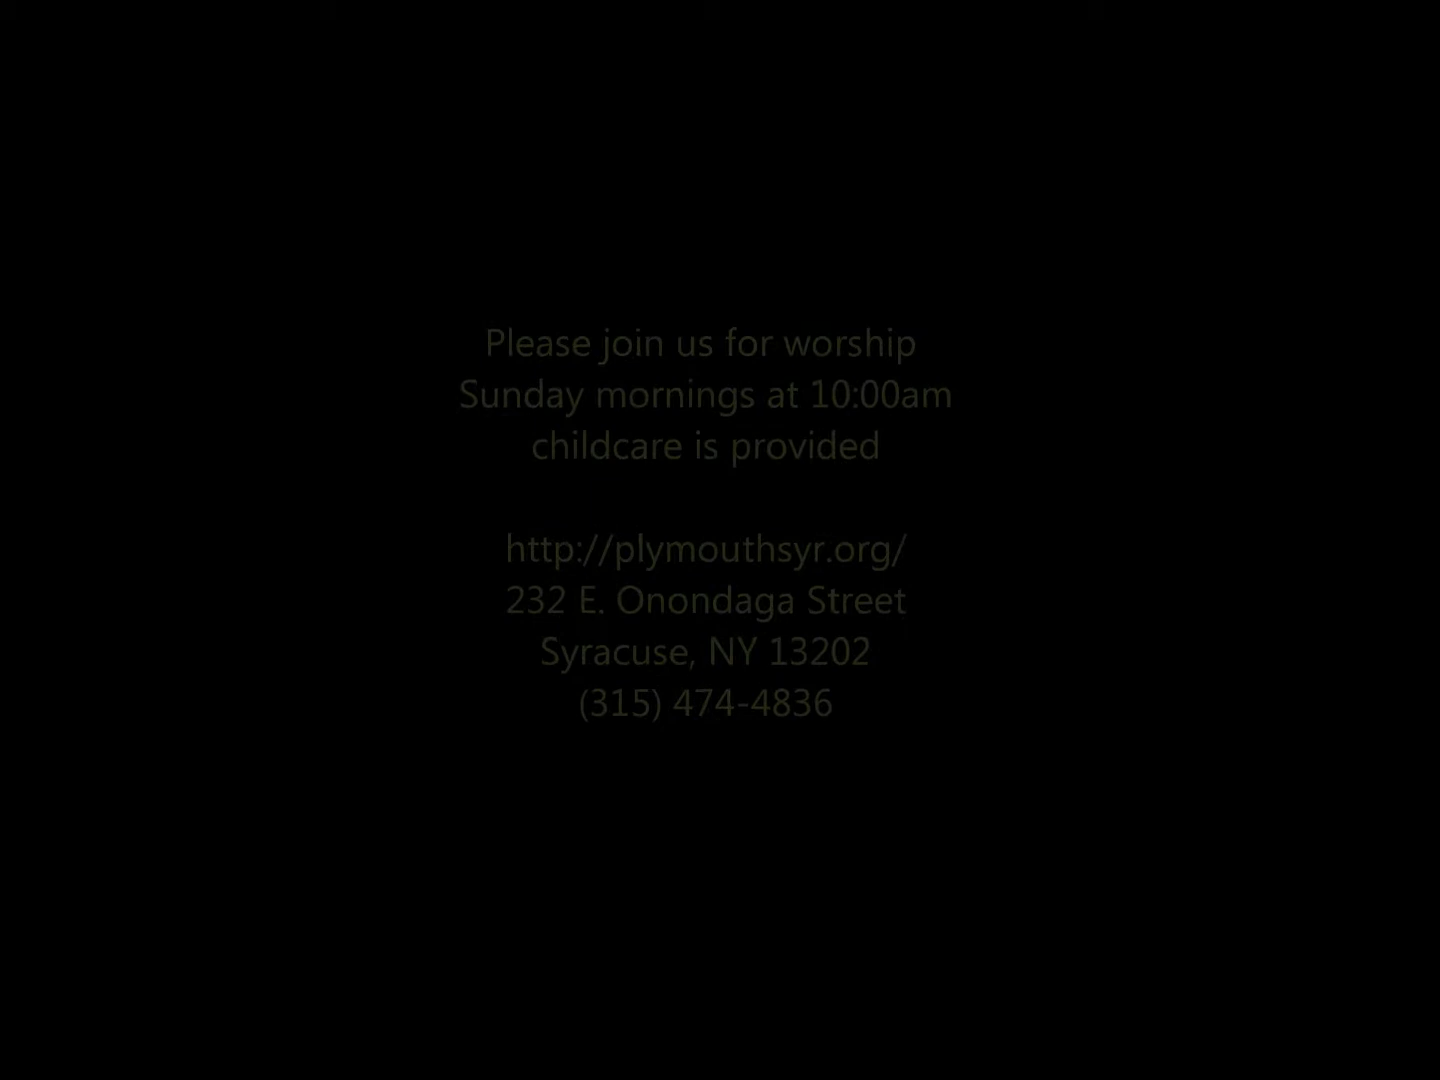 Please join us for worship
Sunday mornings at 10:00am
childcare is provided
http://plymouthsyr.org/
232 E. Onondaga Street
Syracuse, NY 13202
(315) 474-4836